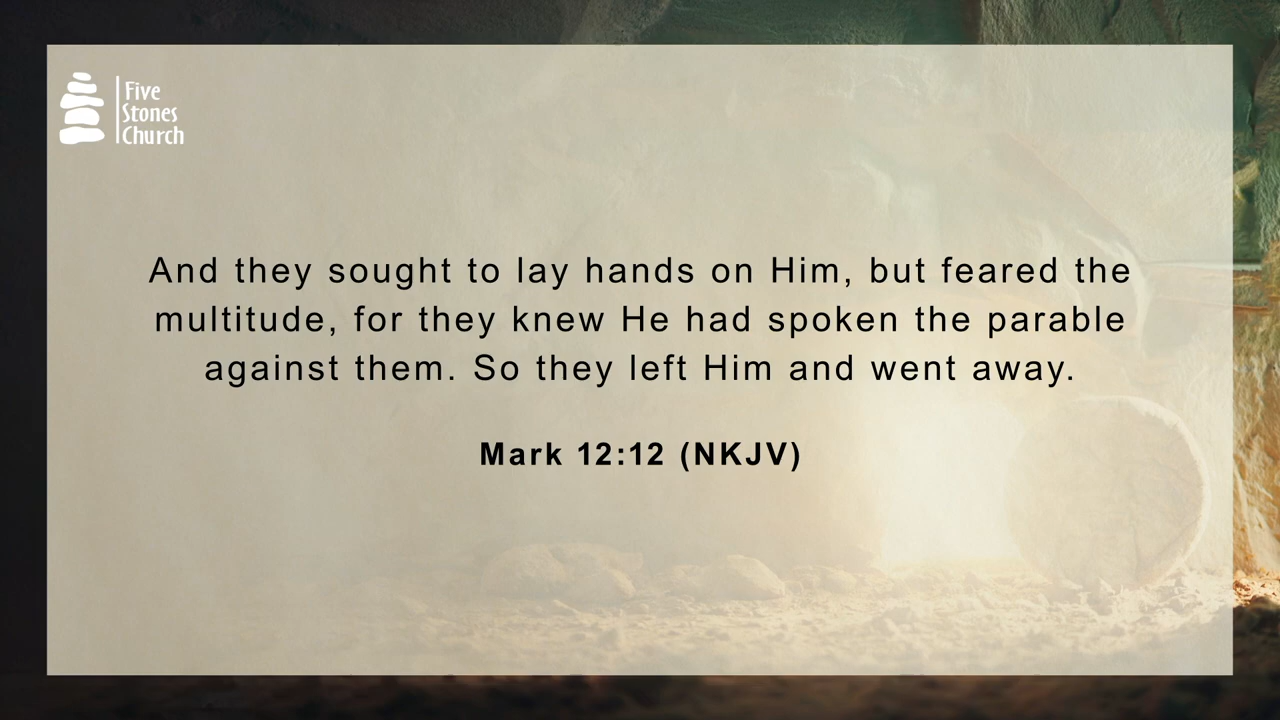 Five
Stones
Church
And they sought to lay hands on Him, but feared the
multitude, for they knew He had spoken the parable
against them. So they left Him and went away.
Mark 12:12 (NKJV)